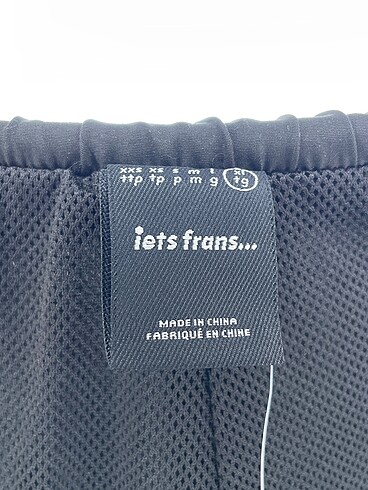 xxs xs s m l xl
ttp tp p m g tg
iets frans...
MADE IN CHINA
FABRIQUÉ EN CHINE